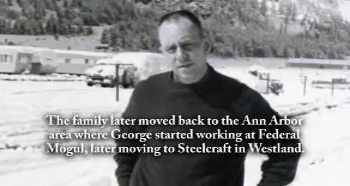 The family later moved back to the Ann Arbor
area where George started working at Federal
Mogul, later moving to Steelcraft in Westland.